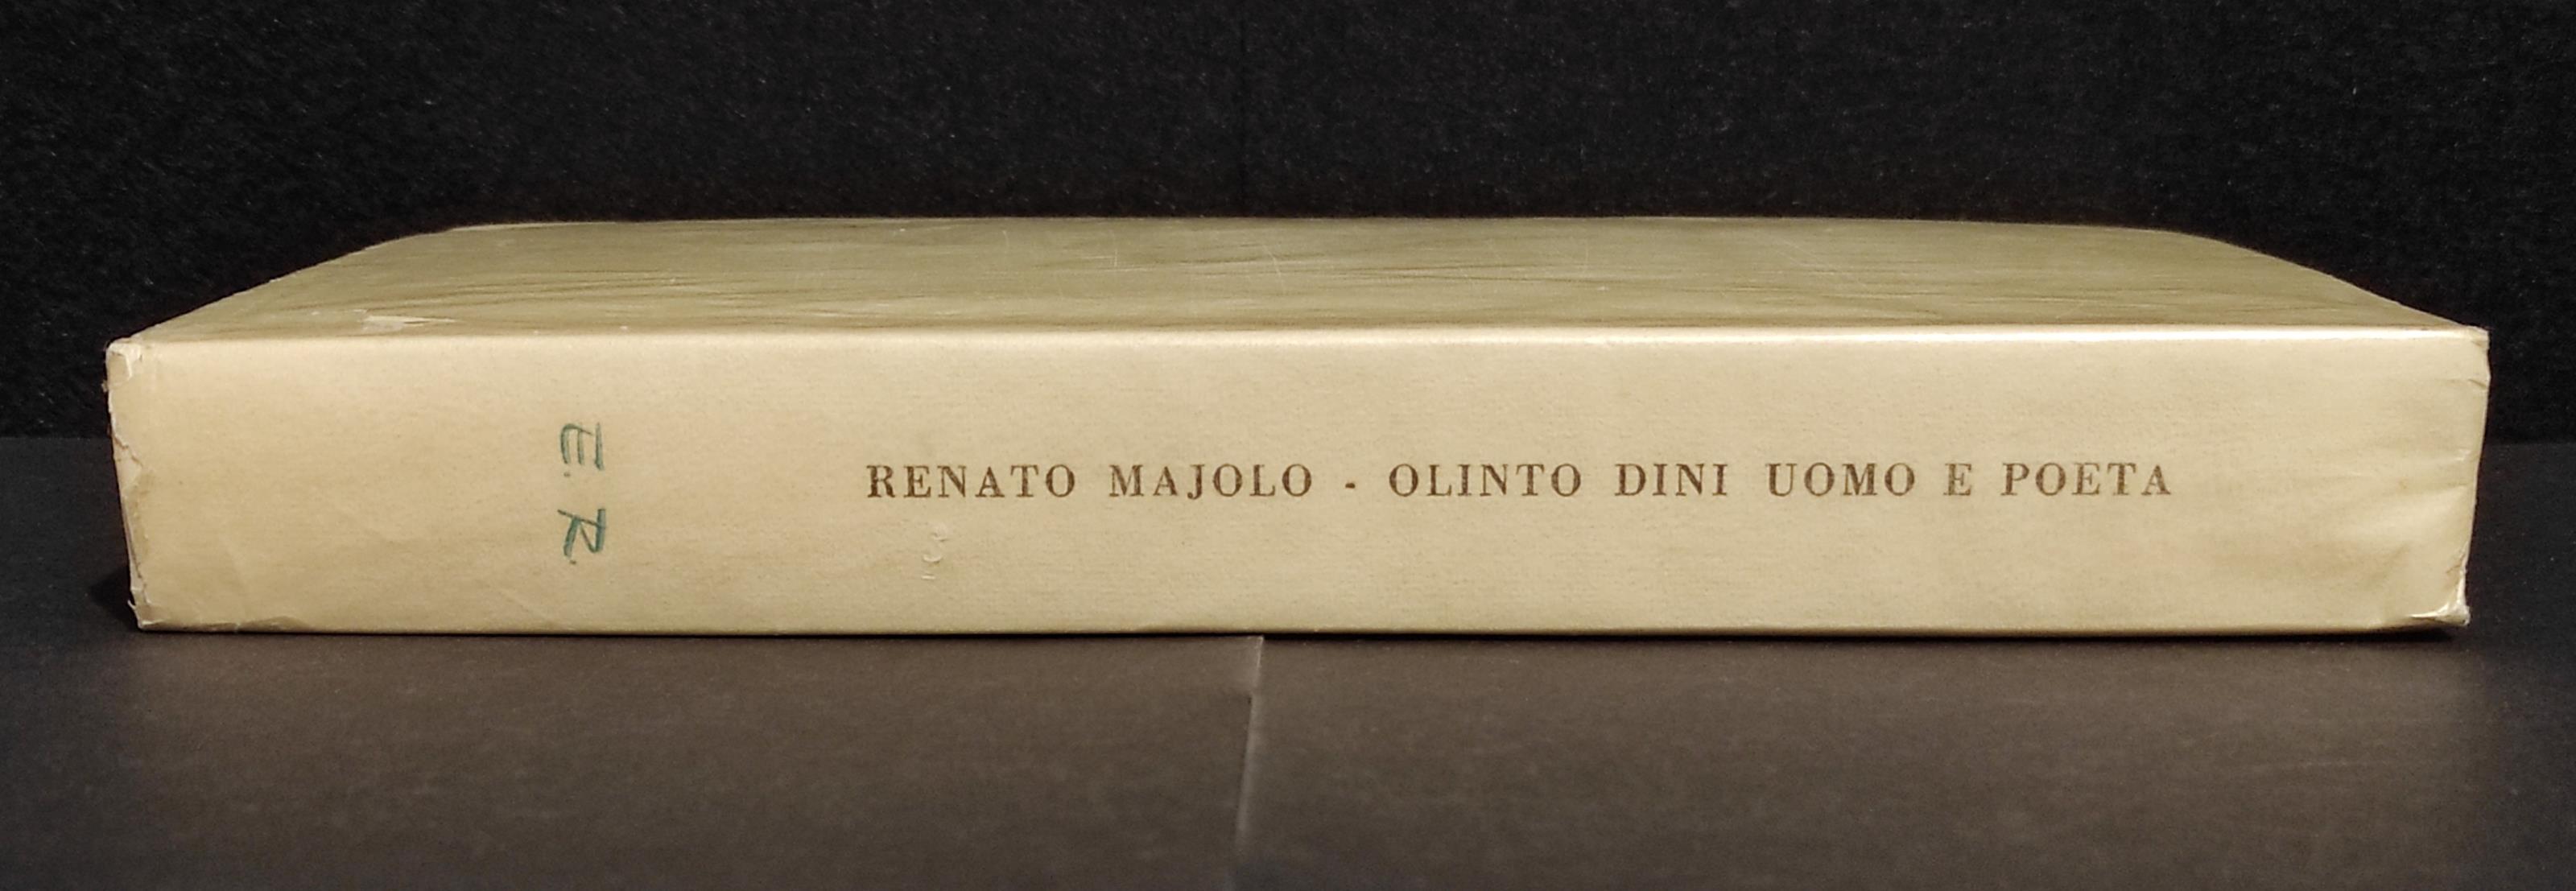 E. R.
RENATO MAJOLO - OLINTO DINI UOMO E POETA